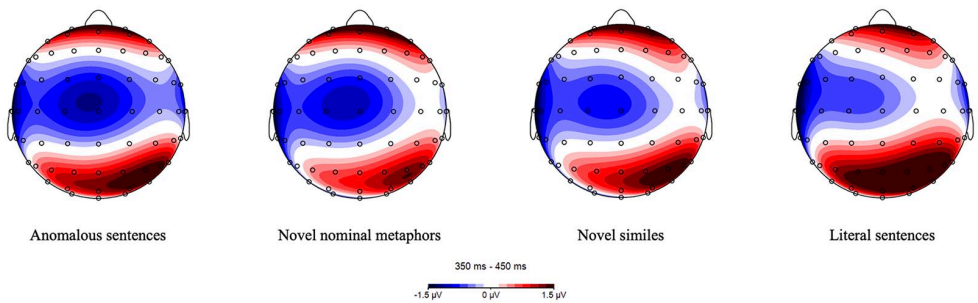 Anomalous sentences
Novel nominal metaphors
Novel similes
Literal sentences
350 ms - 450 ms
-1.5 µV
0 µV
1.5 µV